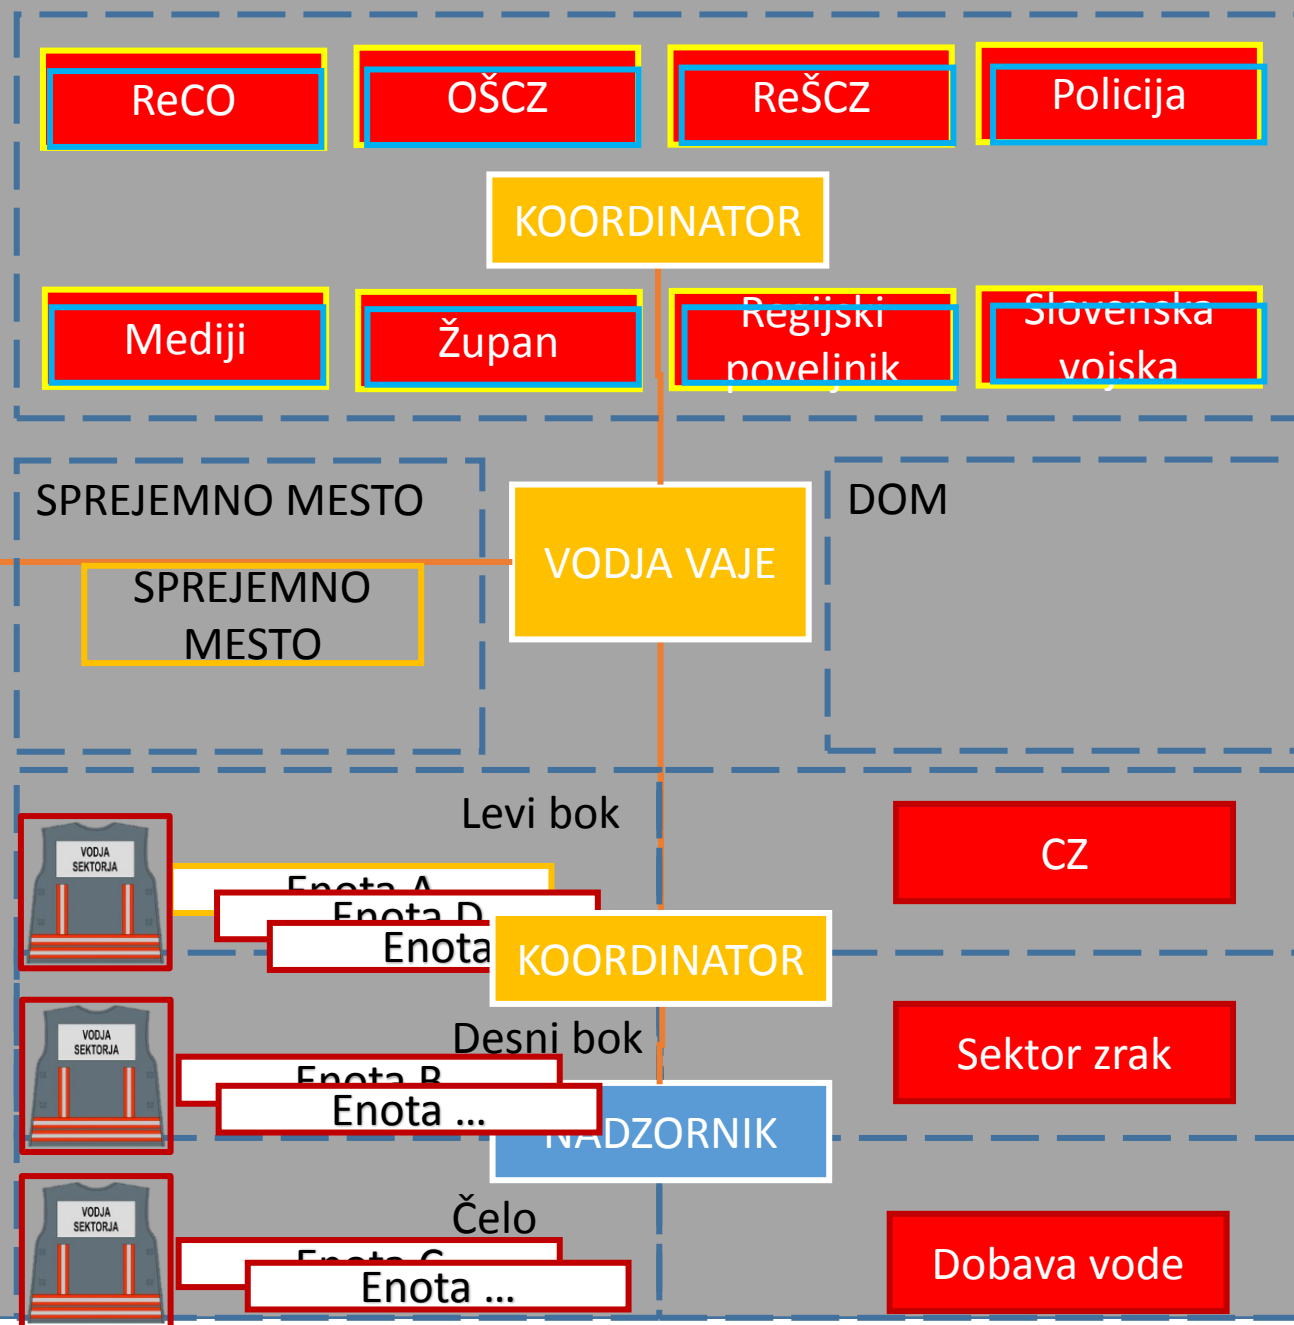 ReCO
OŠCZ
ReŠCZ
Policija
KOORDINATOR
Mediji
Župan
Regijski
poveljnik
Slovenska
vojska
SPREJEMNO MESTO
SPREJEMNO
MESTO
VODJA VAJE
DOM
Levi bok
VODJA
SEKTORJA
Enota A
Enota D
Enota
KOORDINATOR
CZ
Desni bok
VODJA
SEKTORJA
Enota B
Enota ...
NADZORNIK
Sektor zrak
Čelo
VODJA
SEKTORJA
Enota C
Enota ...
Dobava vode